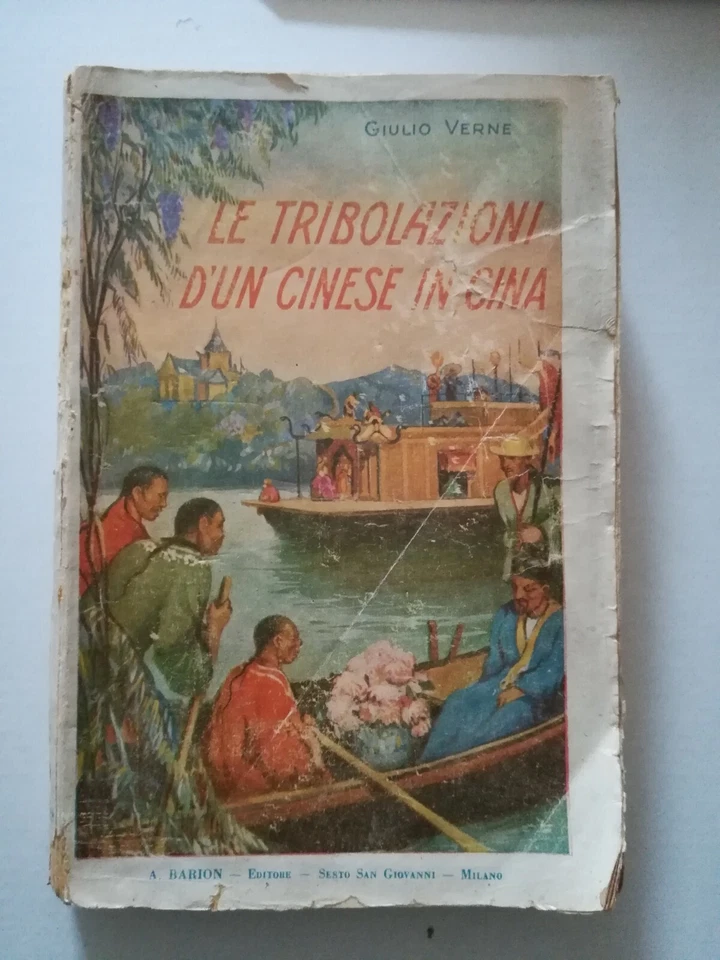 GIULIO VERNE
LE TRIBOLAZIONI
D'UN CINESE IN CINA
A. BARION — EDITORE — SESTO SAN GIOVANNI — MILANO